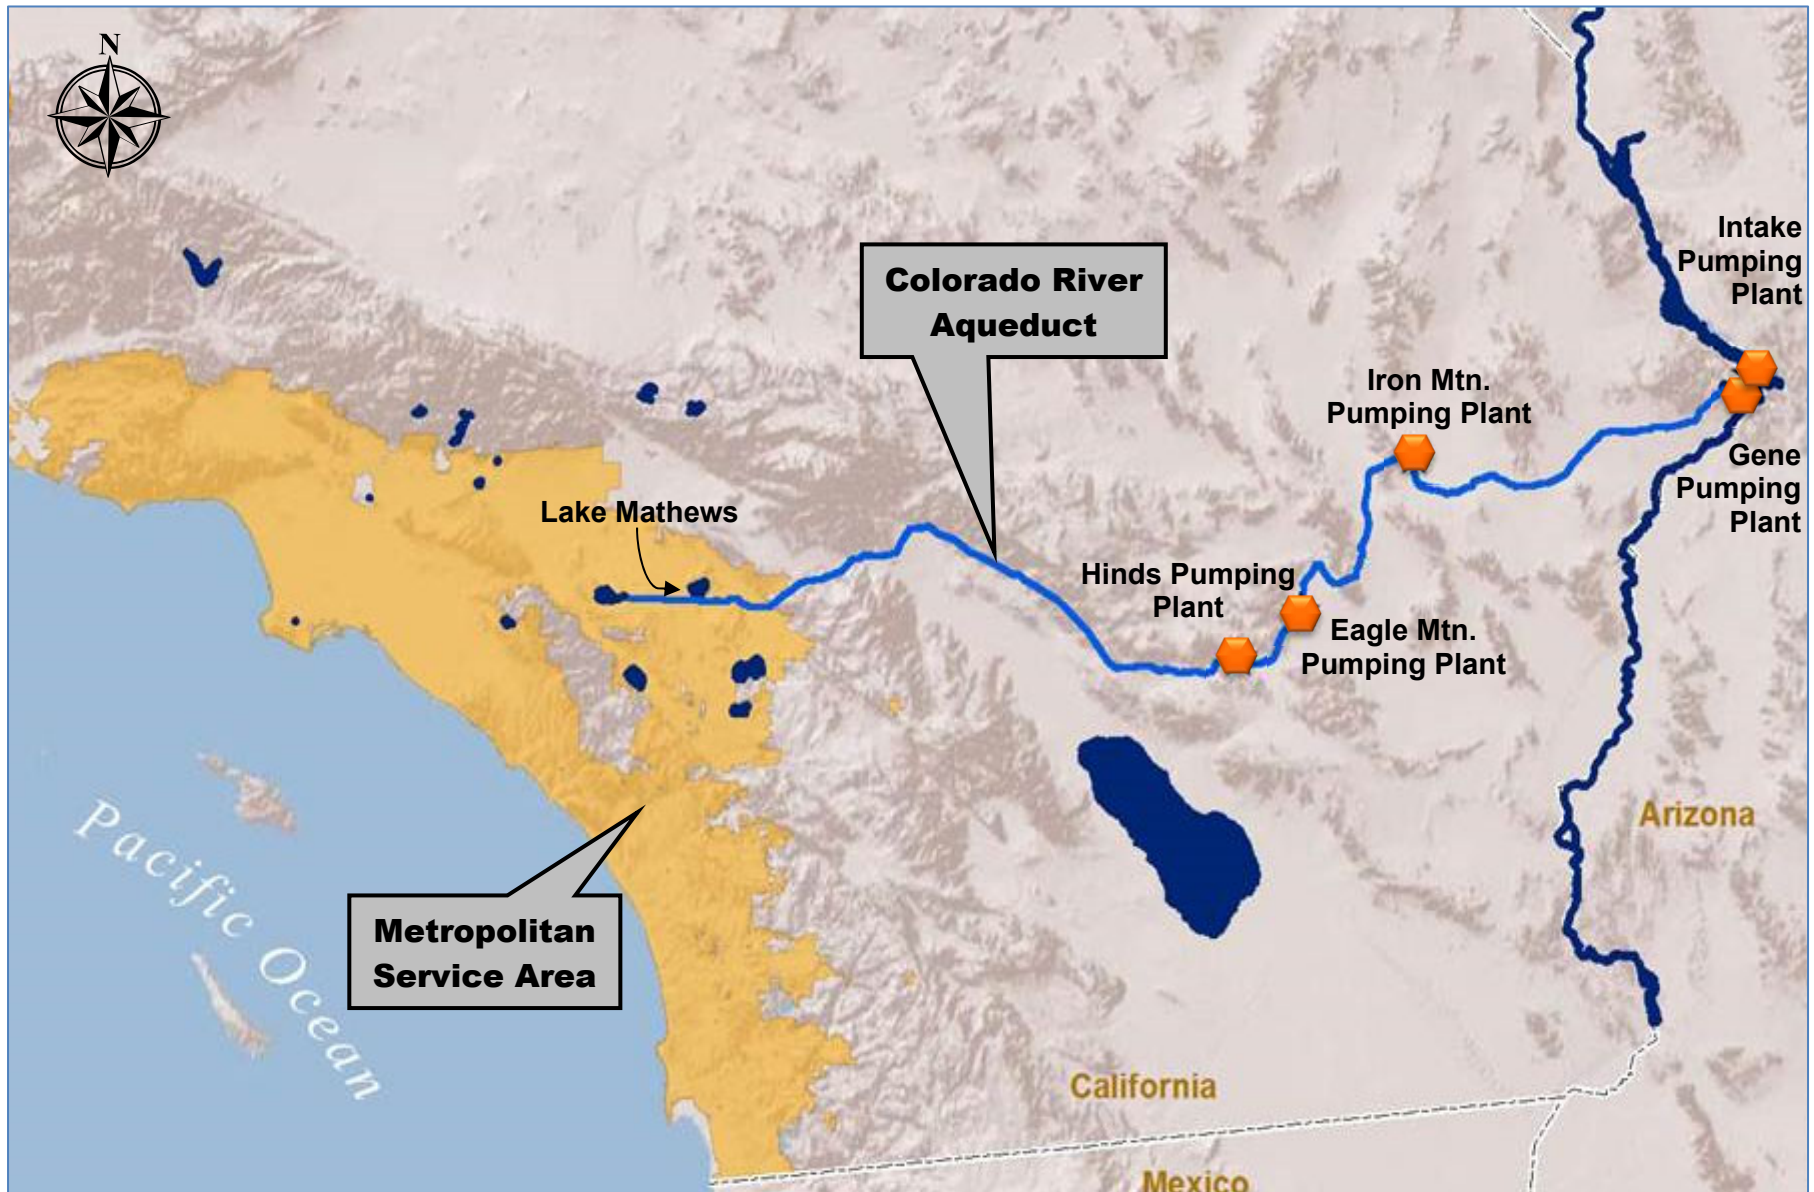 N
Intake
Pumping
Plant
Colorado River
Aqueduct
Iron Mtn.
Pumping Plant
Gene
Pumping
Plant
Lake Mathews
Hinds Pumping
Plant
Eagle Mtn.
Pumping Plant
Arizona
Pacific Ocean
Metropolitan
Service Area
California
Mexico